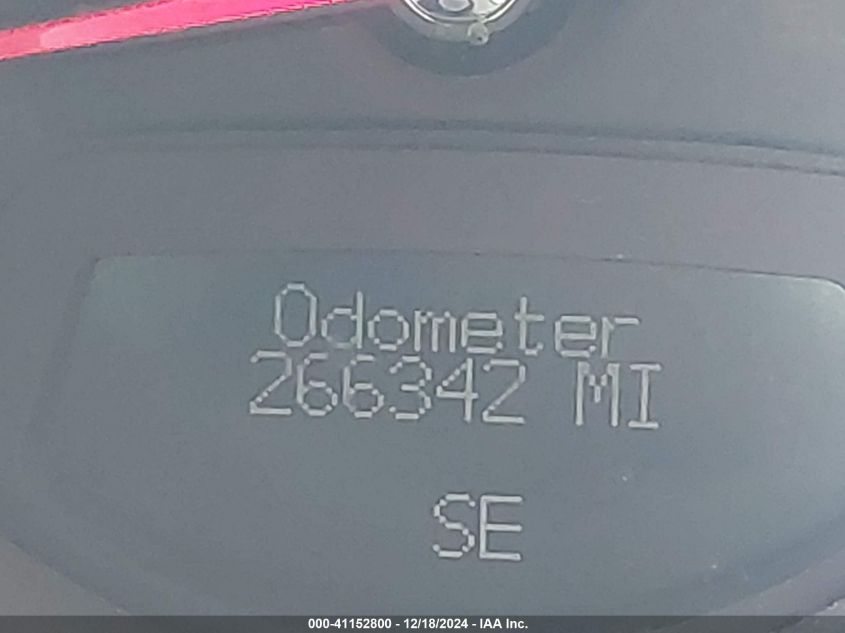 Odometer
266342 MI
SE
000-41152800 - 12/18/2024 - IAA Inc.